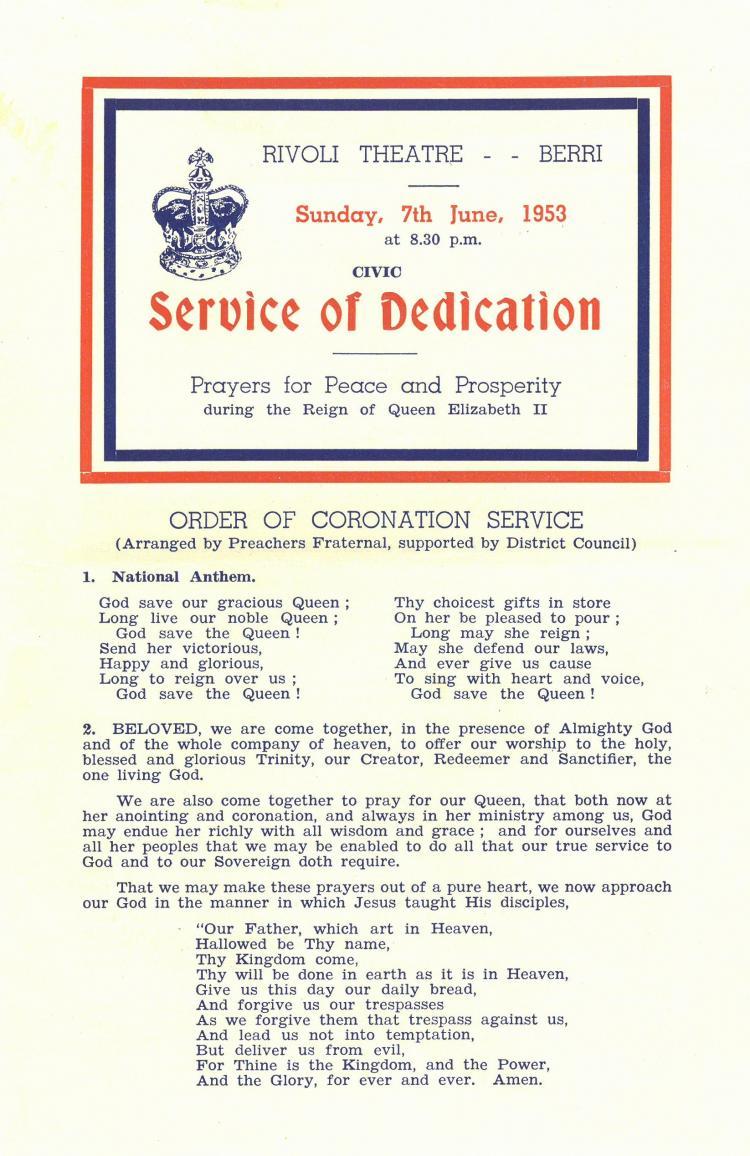 RIVOLI THEATRE - - BERRI
Sunday, 7th June, 1953
at 8.30 p.m.
CIVIC
Service of Dedication
Prayers for Peace and Prosperity
during the Reign of Queen Elizabeth II
ORDER OF CORONATION SERVICE
(Arranged by Preachers Fraternal, supported by District Council)
1. National Anthem.
God save our gracious Queen ;
Long live our noble Queen ;
God save the Queen !
Send her victorious,
Happy and glorious,
Long to reign over us ;
God save the Queen !
Thy choicest gifts in store
On her be pleased to pour ;
Long may she reign ;
May she defend our laws,
And ever give us cause
To sing with heart and voice,
God save the Queen !
2. BELOVED, we are come together, in the presence of Almighty God
and of the whole company of heaven, to offer our worship to the holy,
blessed and glorious Trinity, our Creator, Redeemer and Sanctifier, the
one living God.
We are also come together to pray for our Queen, that both now at
her anointing and coronation, and always in her ministry among us, God
may endue her richly with all wisdom and grace ; and for ourselves and
all her peoples that we may be enabled to do all that our true service to
God and to our Sovereign doth require.
That we may make these prayers out of a pure heart, we now approach
our God in the manner in which Jesus taught His disciples,
"Our Father, which art in Heaven,
Hallowed be Thy name,
Thy Kingdom come,
Thy will be done in earth as it is in Heaven,
Give us this day our daily bread,
And forgive us our trespasses
As we forgive them that trespass against us,
And lead us not into temptation,
But deliver us from evil,
For Thine is the Kingdom, and the Power,
And the Glory, for ever and ever. Amen.